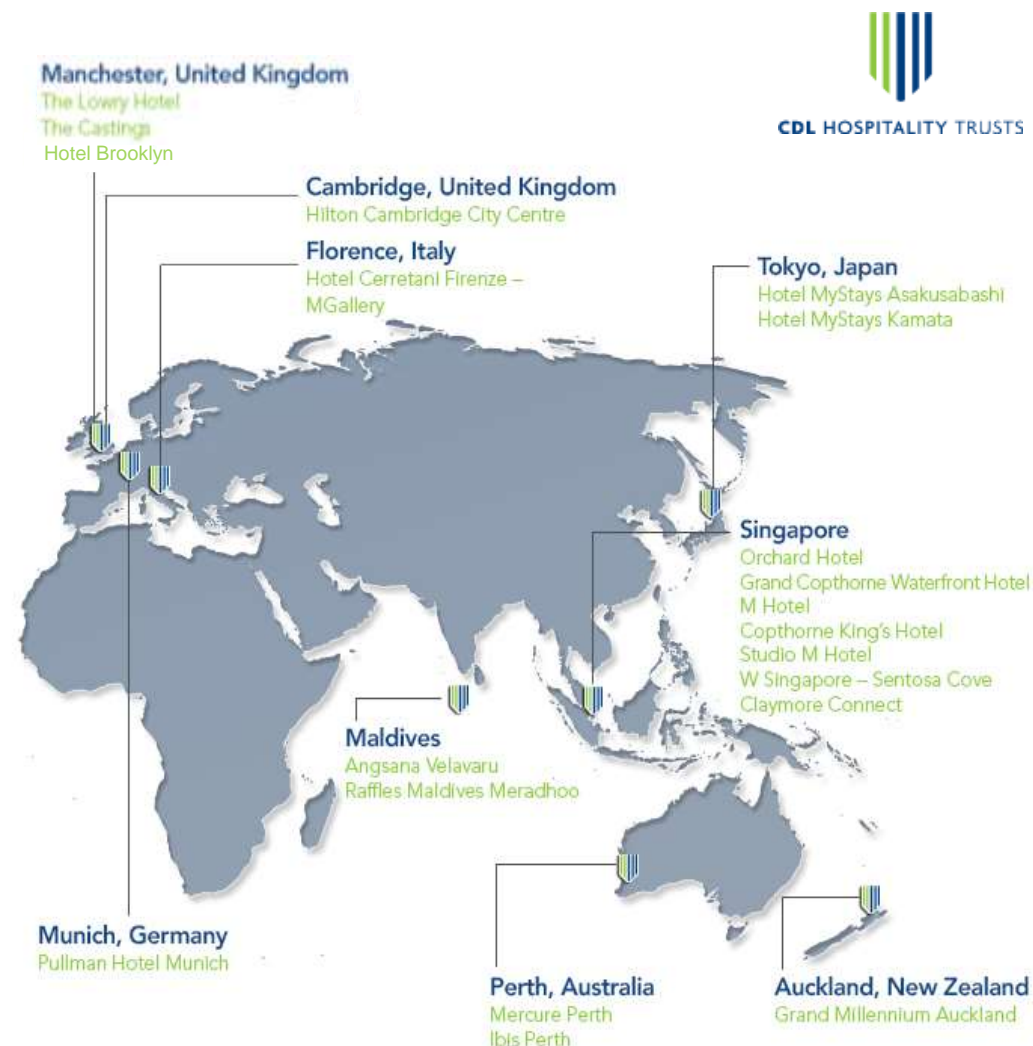 CDL HOSPITALITY TRUSTS
Manchester, United Kingdom
The Lowry Hotel
The Castings
Hotel Brooklyn
Cambridge, United Kingdom
Hilton Cambridge City Centre
Florence, Italy
Hotel Cerretani Firenze –
MGallery
Tokyo, Japan
Hotel MyStays Asakusabashi
Hotel MyStays Kamata
Singapore
Orchard Hotel
Grand Copthorne Waterfront Hotel
M Hotel
Copthorne King's Hotel
Studio M Hotel
W Singapore – Sentosa Cove
Claymore Connect
Maldives
Angsana Velavaru
Raffles Maldives Meradhoo
Munich, Germany
Pullman Hotel Munich
Perth, Australia
Mercure Perth
Ibis Perth
Auckland, New Zealand
Grand Millennium Auckland